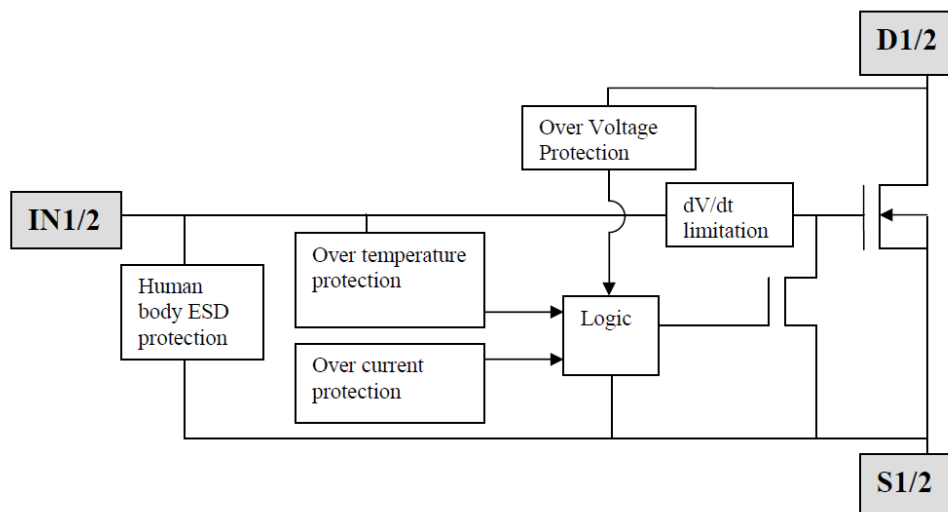 D1/2
Over Voltage
Protection
IN1/2
dV/dt
limitation
Over temperature
protection
Human
body ESD
protection
Logic
Over current
protection
S1/2